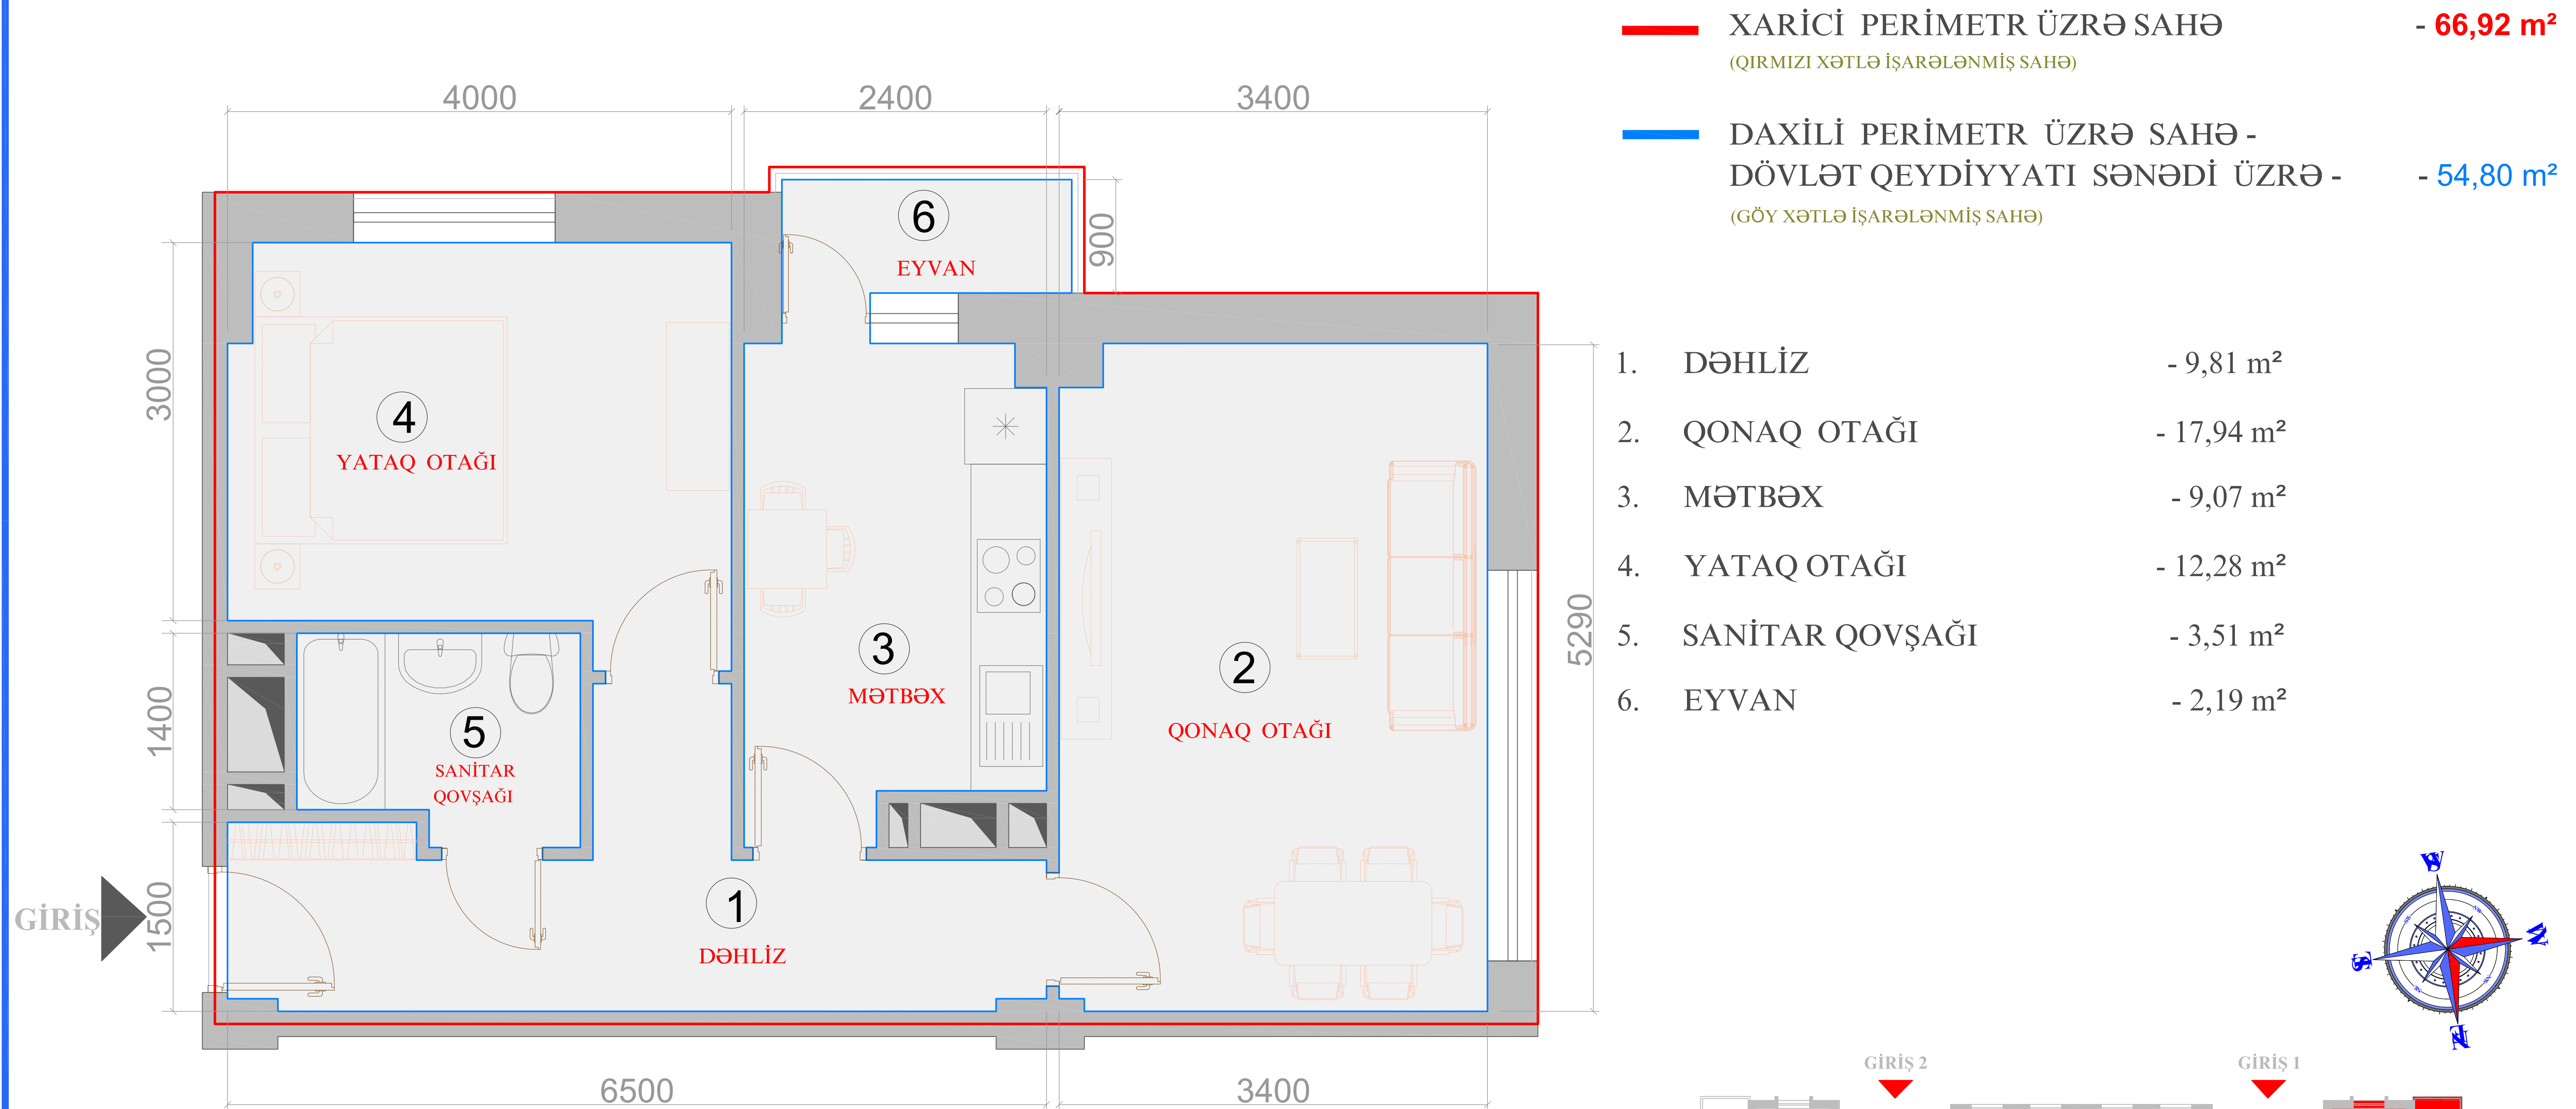 XARİCİ PERİMETR ÜZRƏ SAHƏ - 66,92 m²
(QIRMIZI XƏTLƏ İŞARƏLƏNMİŞ SAHƏ)
DAXİLİ PERİMETR ÜZRƏ SAHƏ -
DÖVLƏT QEYDİYYATI SƏNƏDİ ÜZRƏ - - 54,80 m²
(GÖY XƏTLƏ İŞARƏLƏNMİŞ SAHƏ)
4000 2400 3400
6
EYVAN
900
3000
4
YATAQ OTAĞI
1400
5
SANİTAR
QOVŞAĞI
3
MƏTBƏX
2
QONAQ OTAĞI
5290
1500
GİRİŞ
1
DƏHLİZ
6500 3400
1. DƏHLİZ - 9,81 m²
2. QONAQ OTAĞI - 17,94 m²
3. MƏTBƏX - 9,07 m²
4. YATAQ OTAĞI - 12,28 m²
5. SANİTAR QOVŞAĞI - 3,51 m²
6. EYVAN - 2,19 m²
GİRİŞ 2 GİRİŞ 1